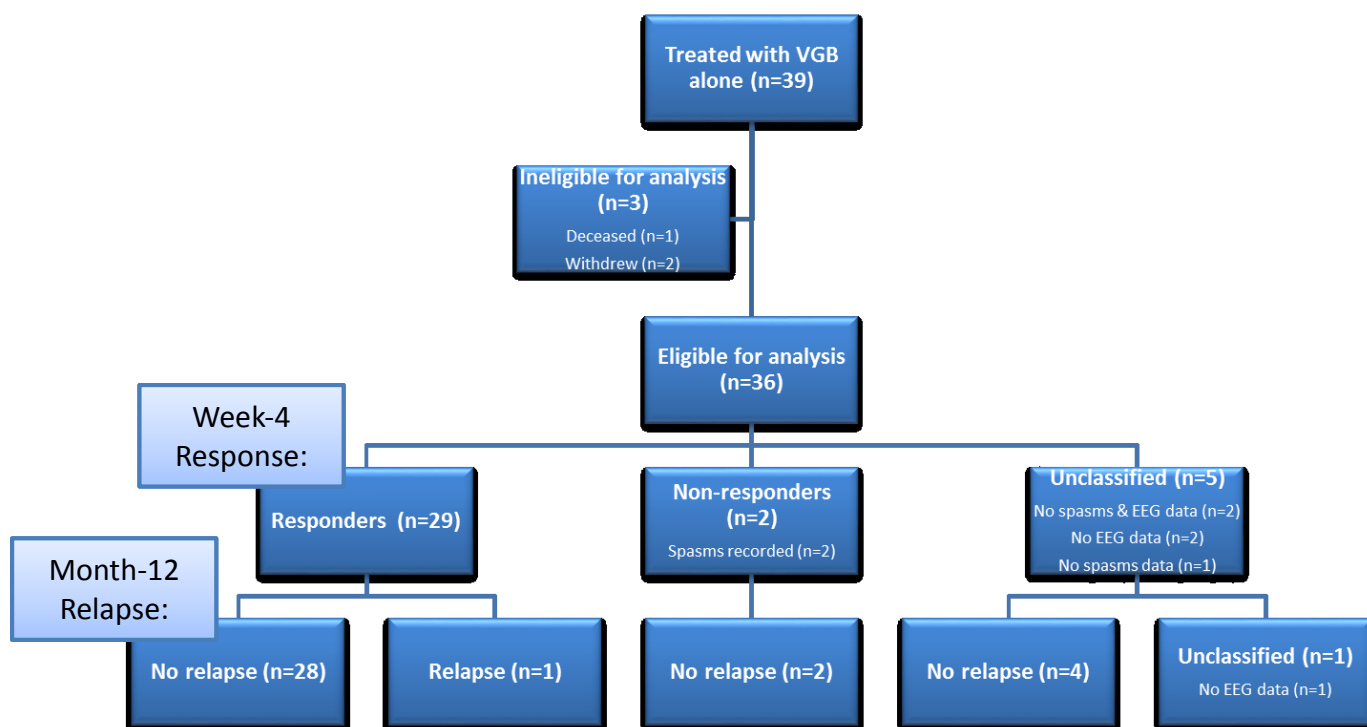 Treated with VGB
alone (n=39)
Ineligible for analysis
(n=3)
Deceased (n=1)
Withdrew (n=2)
Eligible for analysis
(n=36)
Week-4
Response:
Responders (n=29)
Non-responders
(n=2)
Spasms recorded (n=2)
Unclassified (n=5)
No spasms & EEG data (n=2)
No EEG data (n=2)
No spasms data (n=1)
Month-12
Relapse:
No relapse (n=28)
Relapse (n=1)
No relapse (n=2)
No relapse (n=4)
Unclassified (n=1)
No EEG data (n=1)